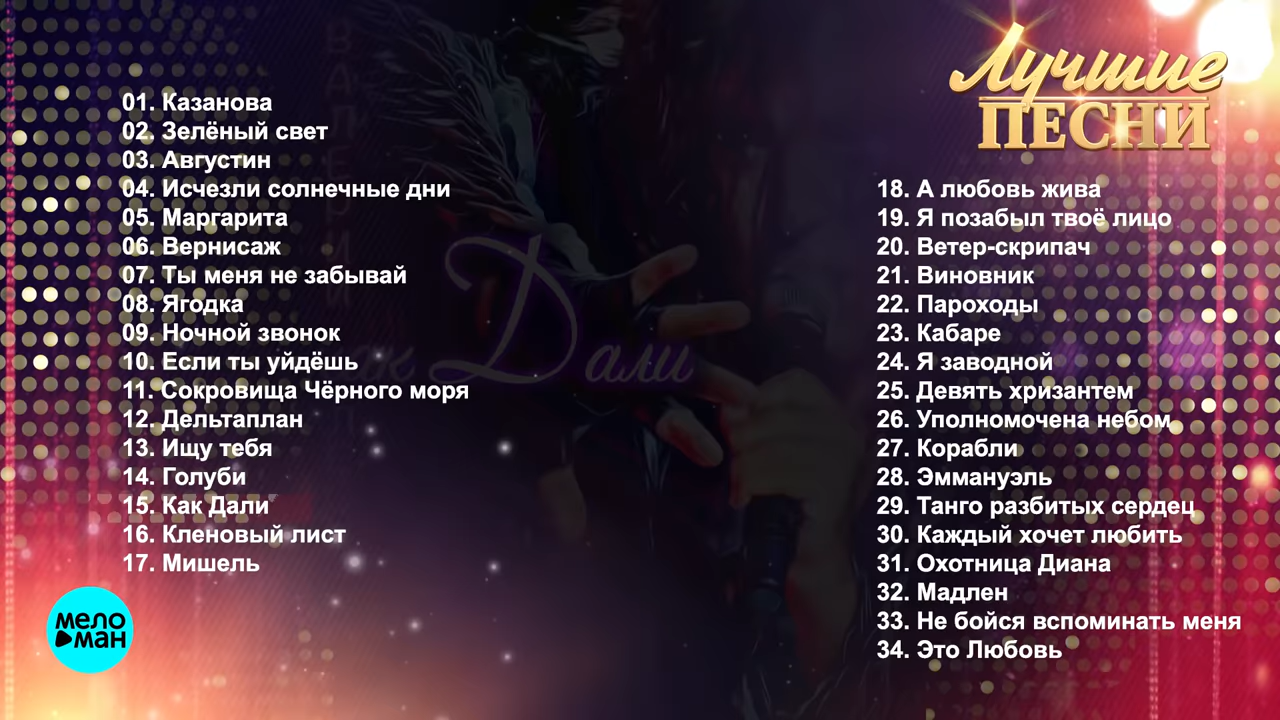 Лучшие
ПЕСНИ
01. Казанова
02. Зелёный свет
03. Августин
04. Исчезли солнечные дни
05. Маргарита
06. Вернисаж
07. Ты меня не забывай
08. Ягодка
09. Ночной звонок
10. Если ты уйдёшь
11. Сокровища Чёрного моря
12. Дельтаплан
13. Ищу тебя
14. Голуби
15. Как Дали
16. Кленовый лист
17. Мишель
18. А любовь жива
19. Я позабыл твоё лицо
20. Ветер-скрипач
21. Виновник
22. Пароходы
23. Кабаре
24. Я заводной
25. Девять хризантем
26. Уполномочена небом
27. Корабли
28. Эммануэль
29. Танго разбитых сердец
30. Каждый хочет любить
31. Охотница Диана
32. Мадлен
33. Не бойся вспоминать меня
34. Это Любовь
Дали
мело
ман